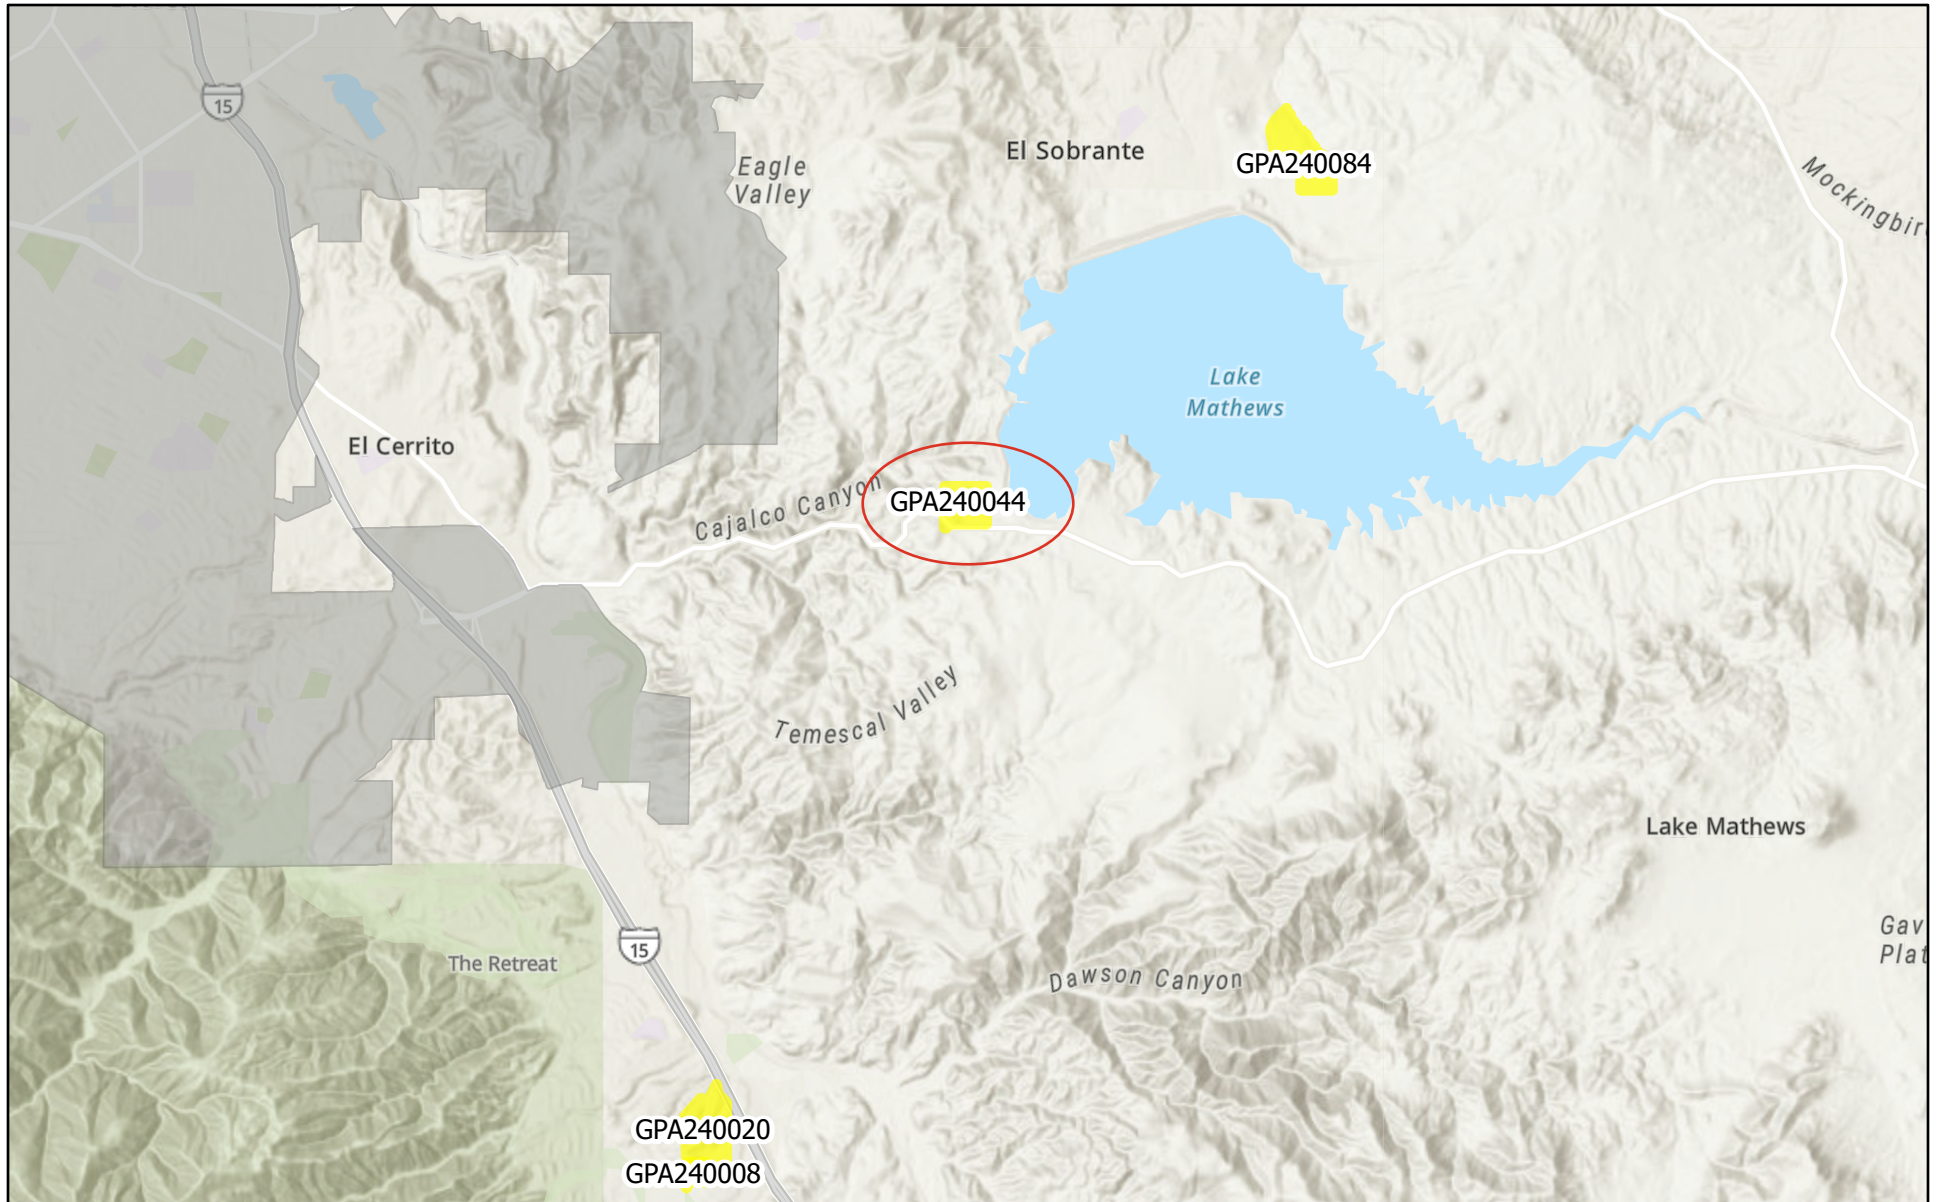 15
Eagle
Valley
El Sobrante
GPA240084
Mockingbir
Lake
Mathews
El Cerrito
Cajalco Canyon
GPA240044
Temescal Valley
Lake Mathews
Gav
Plat
The Retreat
15
Dawson Canyon
GPA240020
GPA240008